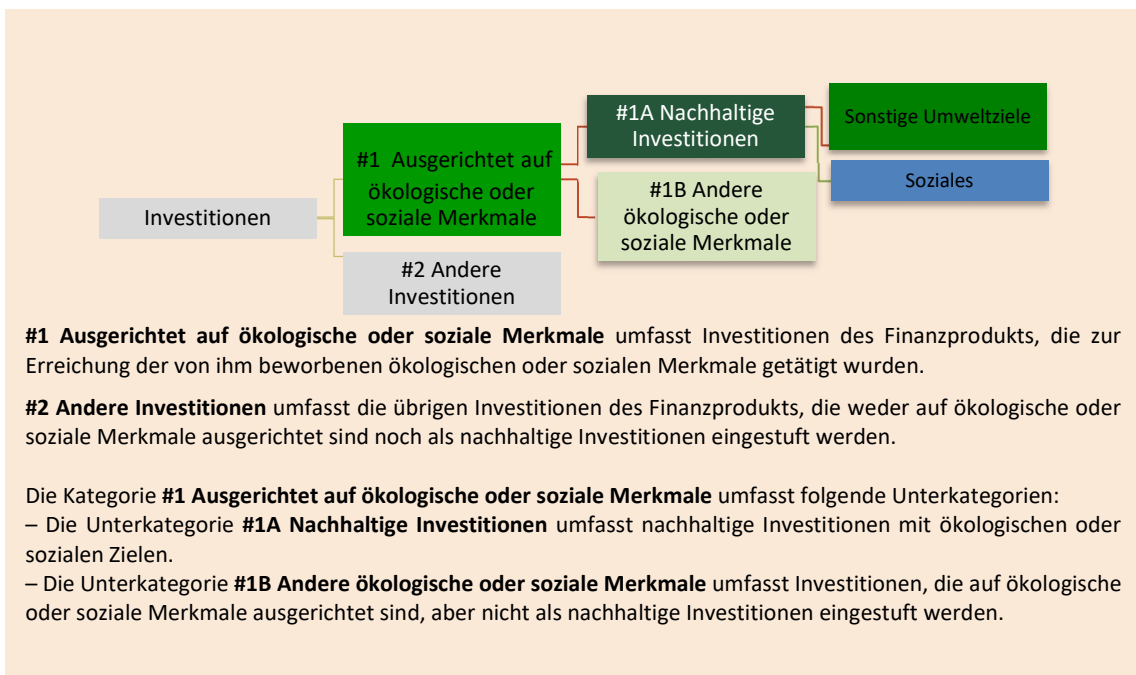 #1A Nachhaltige
Investitionen
Sonstige Umweltziele
#1 Ausgerichtet auf
ökologische oder
soziale Merkmale
Soziales
#1B Andere
ökologische oder
soziale Merkmale
Investitionen
#2 Andere
Investitionen
#1 Ausgerichtet auf ökologische oder soziale Merkmale umfasst Investitionen des Finanzprodukts, die zur
Erreichung der von ihm beworbenen ökologischen oder sozialen Merkmale getätigt wurden.
#2 Andere Investitionen umfasst die übrigen Investitionen des Finanzprodukts, die weder auf ökologische oder
soziale Merkmale ausgerichtet sind noch als nachhaltige Investitionen eingestuft werden.
Die Kategorie #1 Ausgerichtet auf ökologische oder soziale Merkmale umfasst folgende Unterkategorien:
– Die Unterkategorie #1A Nachhaltige Investitionen umfasst nachhaltige Investitionen mit ökologischen oder
sozialen Zielen.
– Die Unterkategorie #1B Andere ökologische oder soziale Merkmale umfasst Investitionen, die auf ökologische
oder soziale Merkmale ausgerichtet sind, aber nicht als nachhaltige Investitionen eingestuft werden.